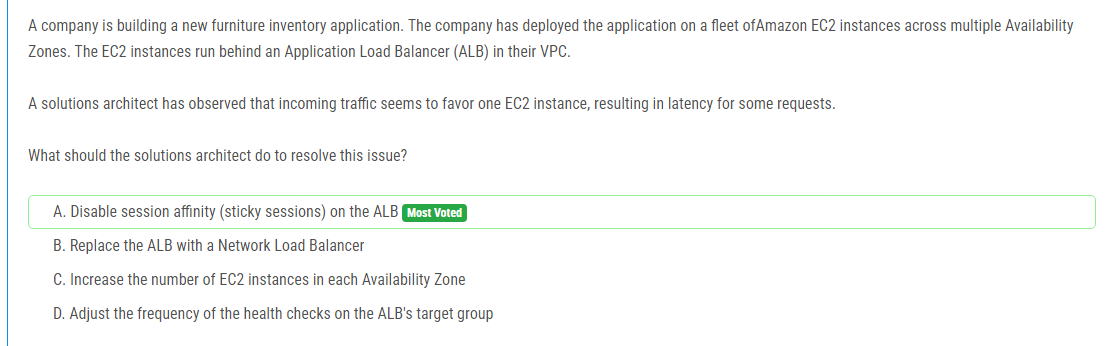 A company is building a new furniture inventory application. The company has deployed the application on a fleet ofAmazon EC2 instances across multiple Availability
Zones. The EC2 instances run behind an Application Load Balancer (ALB) in their VPC.
A solutions architect has observed that incoming traffic seems to favor one EC2 instance, resulting in latency for some requests.
What should the solutions architect do to resolve this issue?
A. Disable session affinity (sticky sessions) on the ALB Most Voted
B. Replace the ALB with a Network Load Balancer
C. Increase the number of EC2 instances in each Availability Zone
D. Adjust the frequency of the health checks on the ALB's target group